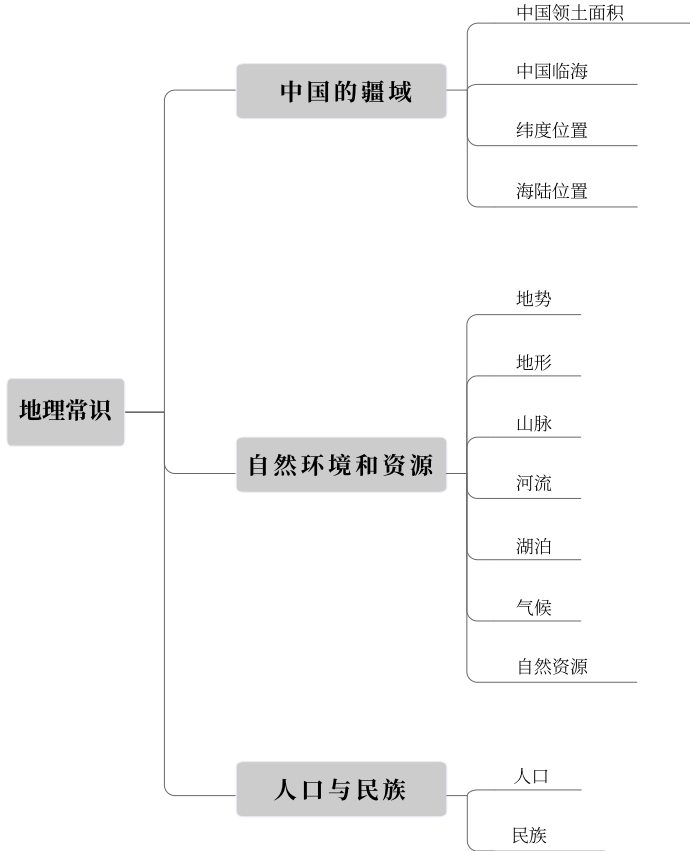 地理常识
中国的疆域
中国领土面积
中国临海
纬度位置
海陆位置
自然环境和资源
地势
地形
山脉
河流
湖泊
气候
自然资源
人口与民族
人口
民族